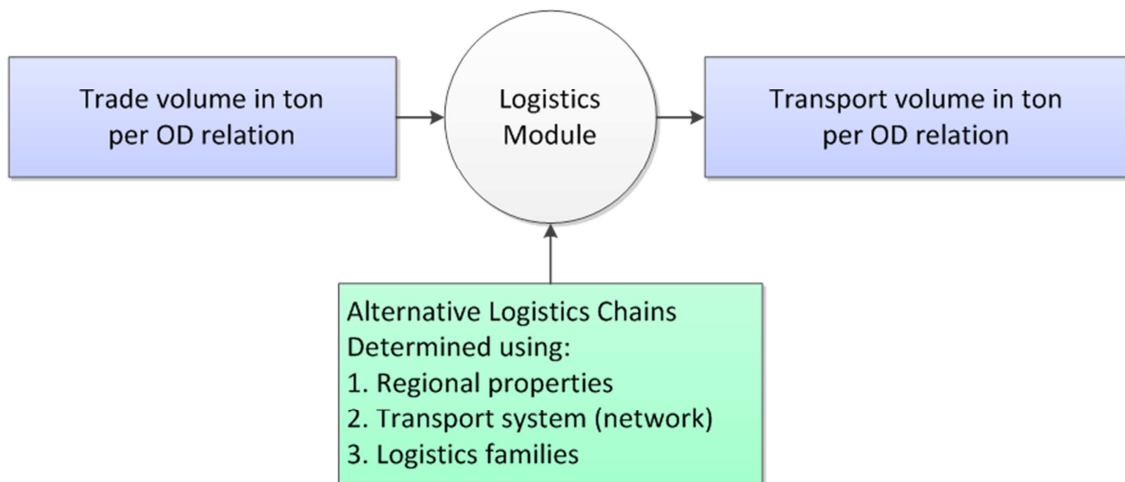 Trade volume in ton
per OD relation
Logistics
Module
Transport volume in ton
per OD relation
Alternative Logistics Chains
Determined using:
1. Regional properties
2. Transport system (network)
3. Logistics families